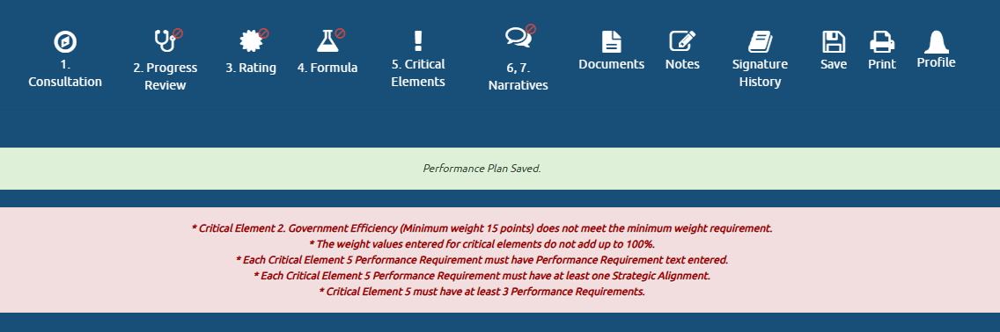 1.
Consultation
2. Progress
Review
3. Rating
4. Formula
5. Critical
Elements
6, 7.
Narratives
Documents
Notes
Signature
History
Save
Print
Profile
Performance Plan Saved.
* Critical Element 2. Government Efficiency (Minimum weight 15 points) does not meet the minimum weight requirement.
* The weight values entered for critical elements do not add up to 100%.
* Each Critical Element 5 Performance Requirement must have Performance Requirement text entered.
* Each Critical Element 5 Performance Requirement must have at least one Strategic Alignment.
* Critical Element 5 must have at least 3 Performance Requirements.